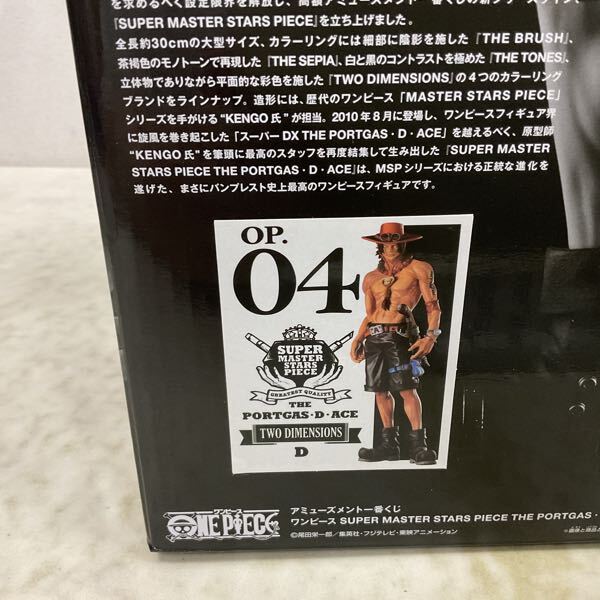 を求めるべく設定限界を解放し、高額アミューズメント一番くじの新シリーズライン、
『SUPER MASTER STARS PIECE』を立ち上げました。
全長約30cmの大型サイズ、カラーリングには細部に陰影を施した『THE BRUSH』、
茶褐色のモノトーンで再現した『THE SEPIA』、白と黒のコントラストを極めた『THE TONES』、
立体物でありながら平面的な彩色を施した『TWO DIMENSIONS』の4つのカラーリング
ブランドをラインナップ。造形には、歴代のワンピース「MASTER STARS PIECE」
シリーズを手がける"KENGO氏"が担当。2010年8月に登場し、ワンピースフィギュア界
に旋風を巻き起こした「スーパーDX THE PORTGAS・D・ACE」を越えるべく、原型師
"KENGO氏"を筆頭に最高のスタッフを再度結集して生み出した『SUPER MASTER
STARS PIECE THE PORTGAS・D・ACE』は、MSPシリーズにおける正統な進化を
遂げた、まさにバンプレスト史上最高のワンピースフィギュアです。
OP.
04
SUPER
MASTER
STARS
PIECE
GREATEST QUALITY
THE
PORTGAS・D・ACE
TWO DIMENSIONS
D
ワンピース
ONE PIECE
アミューズメント一番くじ
ワンピース SUPER MASTER STARS PIECE THE PORTGAS・
©尾田栄一郎/集英社・フジテレビ・東映アニメーション
※画像と商品と